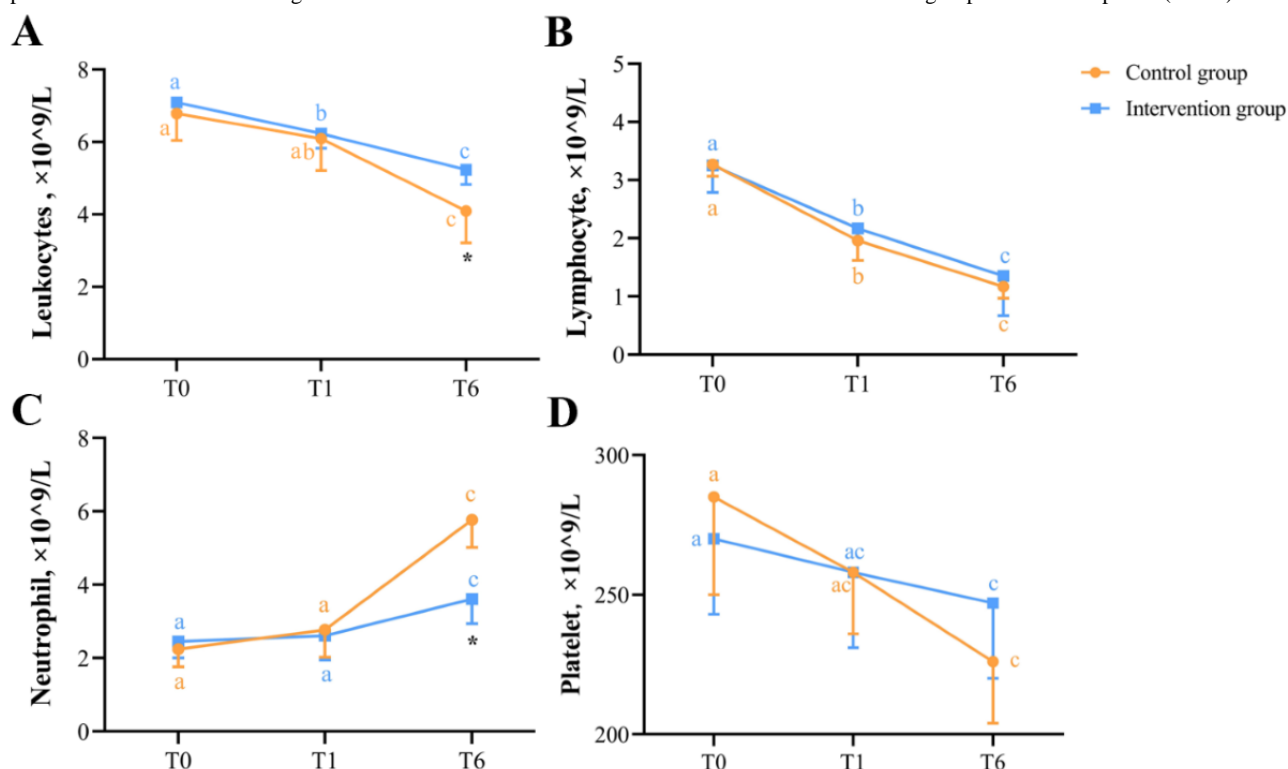 A
Leukocytes , ×10^9/L
8
6
4
2
0
a
a
b
ab
c
c
*
T0
T1
T6
B
Lymphocyte, ×10^9/L
5
4
3
2
1
0
a
a
b
b
c
c
T0
T1
T6
Control group
Intervention group
C
Neutrophil, ×10^9/L
8
6
4
2
0
a
a
a
a
c
c
*
T0
T1
T6
D
Platelet, ×10^9/L
300
250
200
a
a
ac
ac
c
c
T0
T1
T6